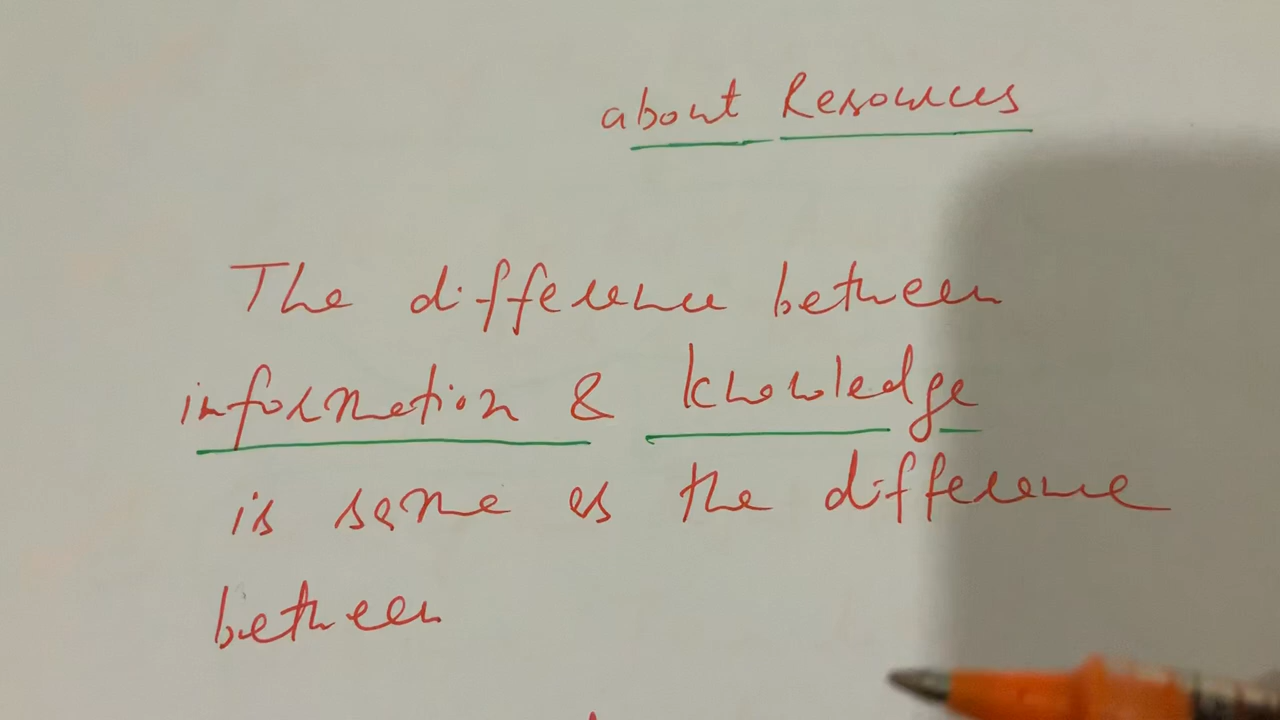 about Resources
The difference between
information & knowledge
is same as the difference
between